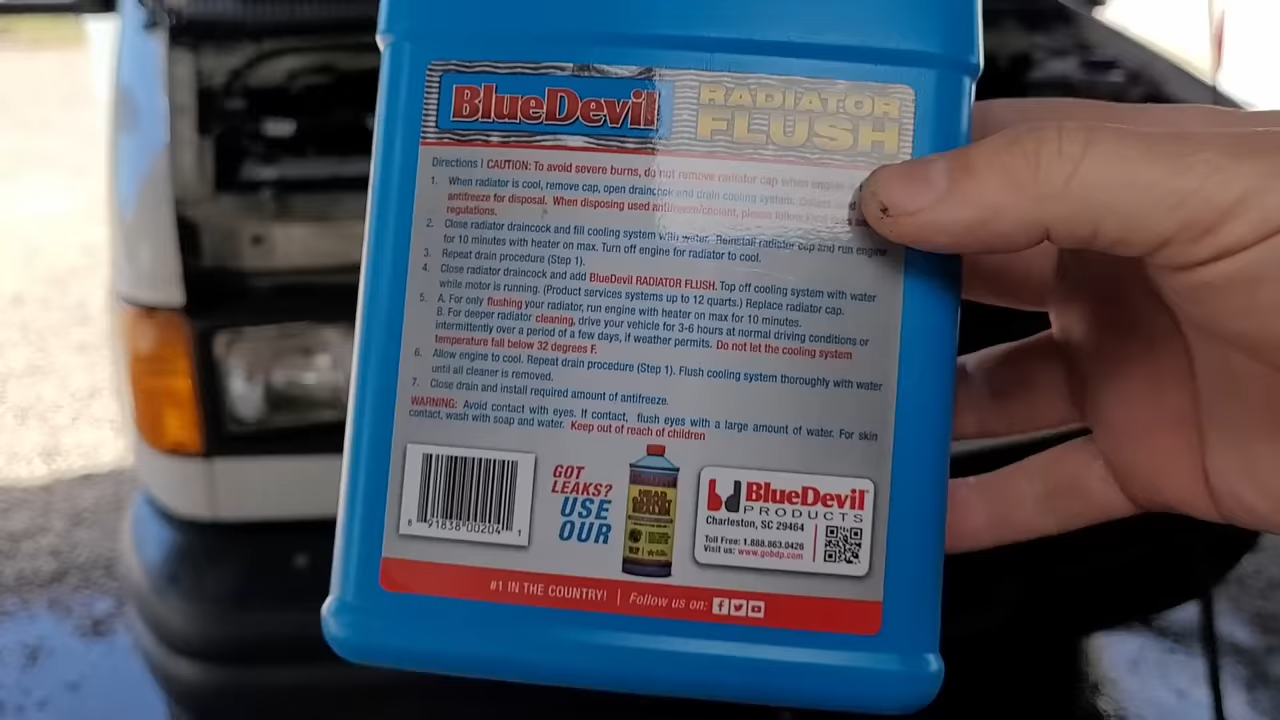 BlueDevil
RADIATOR
FLUSH
Directions | CAUTION: To avoid severe burns, do not remove radiator cap when engine
1. When radiator is cool, remove cap, open draincock and drain cooling system. Collect used
antifreeze for disposal. When disposing used antifreeze/coolant, please follow local
regulations.
2. Close radiator draincock and fill cooling system with water. Reinstall radiator cap and run engine
for 10 minutes with heater on max. Turn off engine for radiator to cool.
3. Repeat drain procedure (Step 1).
4. Close radiator draincock and add BlueDevil RADIATOR FLUSH. Top off cooling system with water
while motor is running. (Product services systems up to 12 quarts.) Replace radiator cap.
5. A. For only flushing your radiator, run engine with heater on max for 10 minutes.
B. For deeper radiator cleaning, drive your vehicle for 3-6 hours at normal driving conditions or
intermittently over a period of a few days, if weather permits. Do not let the cooling system
temperature fall below 32 degrees F.
6. Allow engine to cool. Repeat drain procedure (Step 1). Flush cooling system thoroughly with water
until all cleaner is removed.
7. Close drain and install required amount of antifreeze.
WARNING: Avoid contact with eyes. If contact, flush eyes with a large amount of water. For skin
contact, wash with soap and water. Keep out of reach of children
8 91838 00204 1
GOT
LEAKS?
USE
OUR
HEAD
GASKET
SEALER
BlueDevil
PRODUCTS
Charleston, SC 29464
Toll Free: 1.888.863.0426
Visit us: www.gobdp.com
#1 IN THE COUNTRY! | Follow us on: